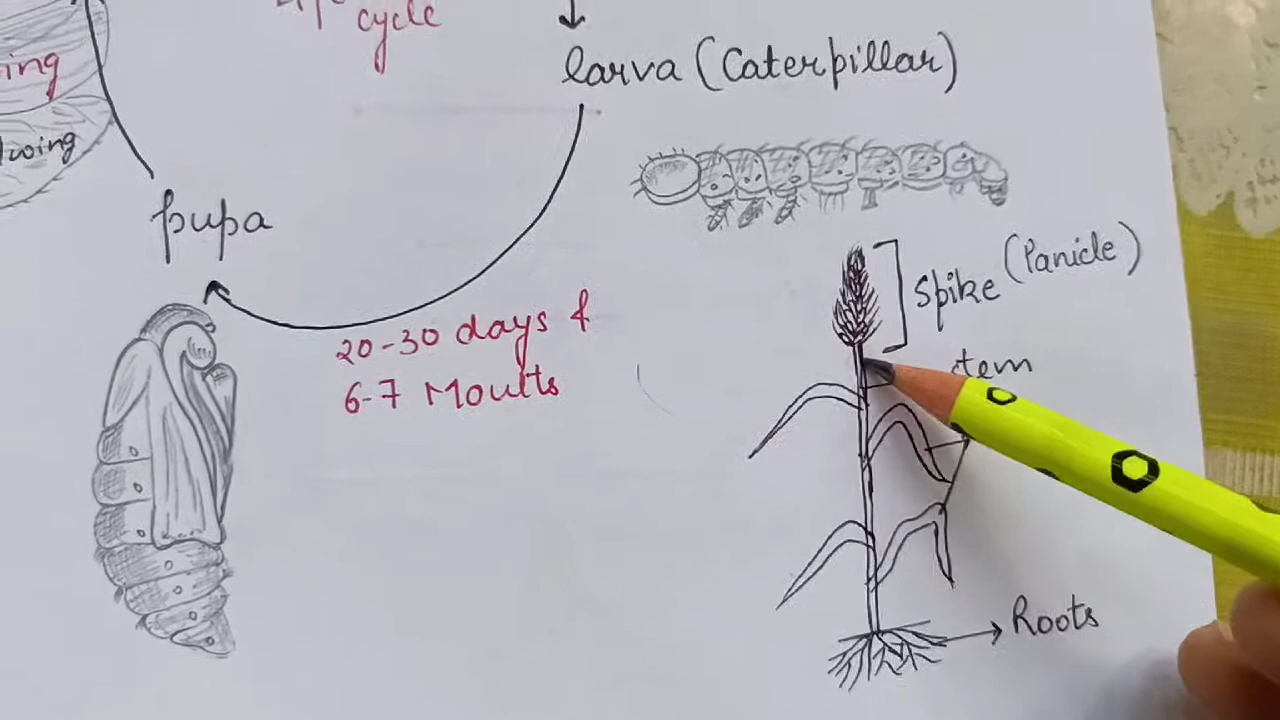 cycle
larva (Caterpillar)
pupa
20-30 days &
6-7 Moults
Spike (Panicle)
Roots